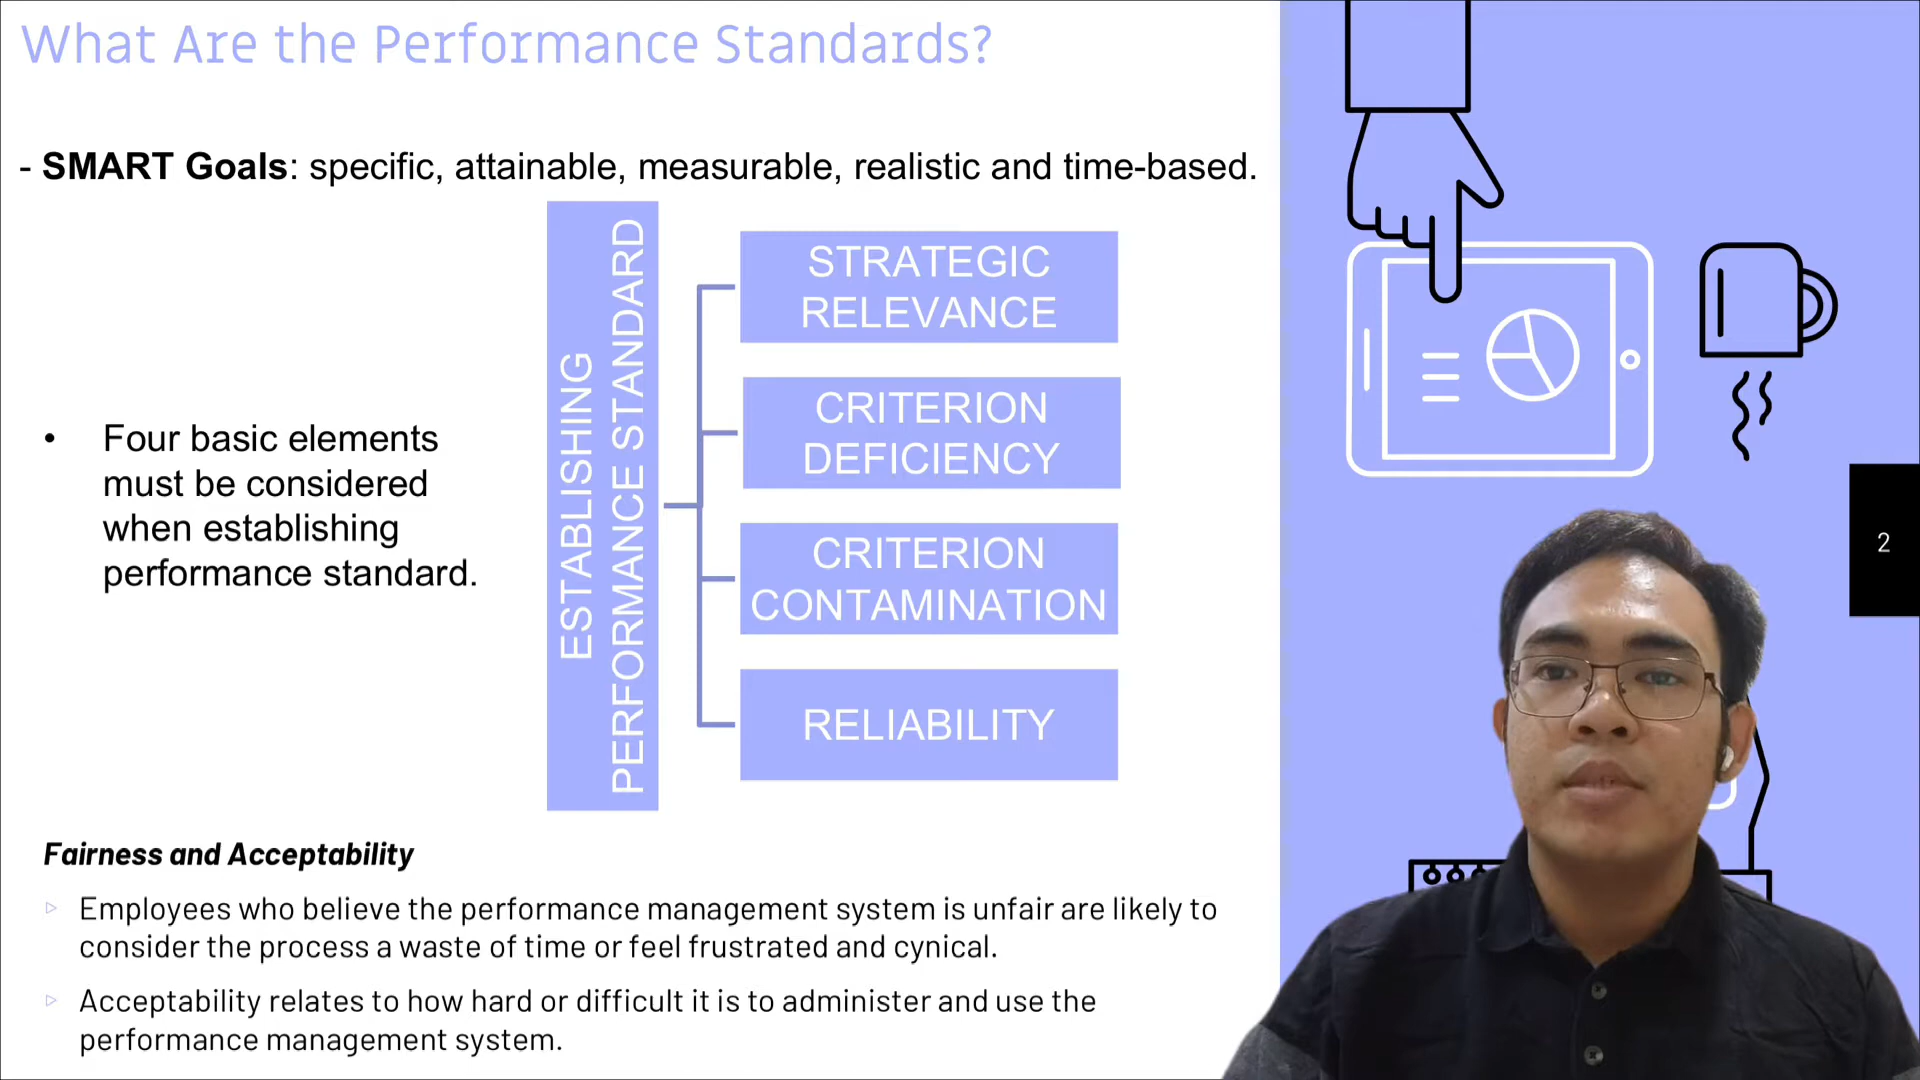 What Are the Performance Standards?
- SMART Goals: specific, attainable, measurable, realistic and time-based.
• Four basic elements
must be considered
when establishing
performance standard.
ESTABLISHING
PERFORMANCE STANDARD
STRATEGIC
RELEVANCE
CRITERION
DEFICIENCY
CRITERION
CONTAMINATION
RELIABILITY
2
Fairness and Acceptability
Employees who believe the performance management system is unfair are likely to
consider the process a waste of time or feel frustrated and cynical.
Acceptability relates to how hard or difficult it is to administer and use the
performance management system.